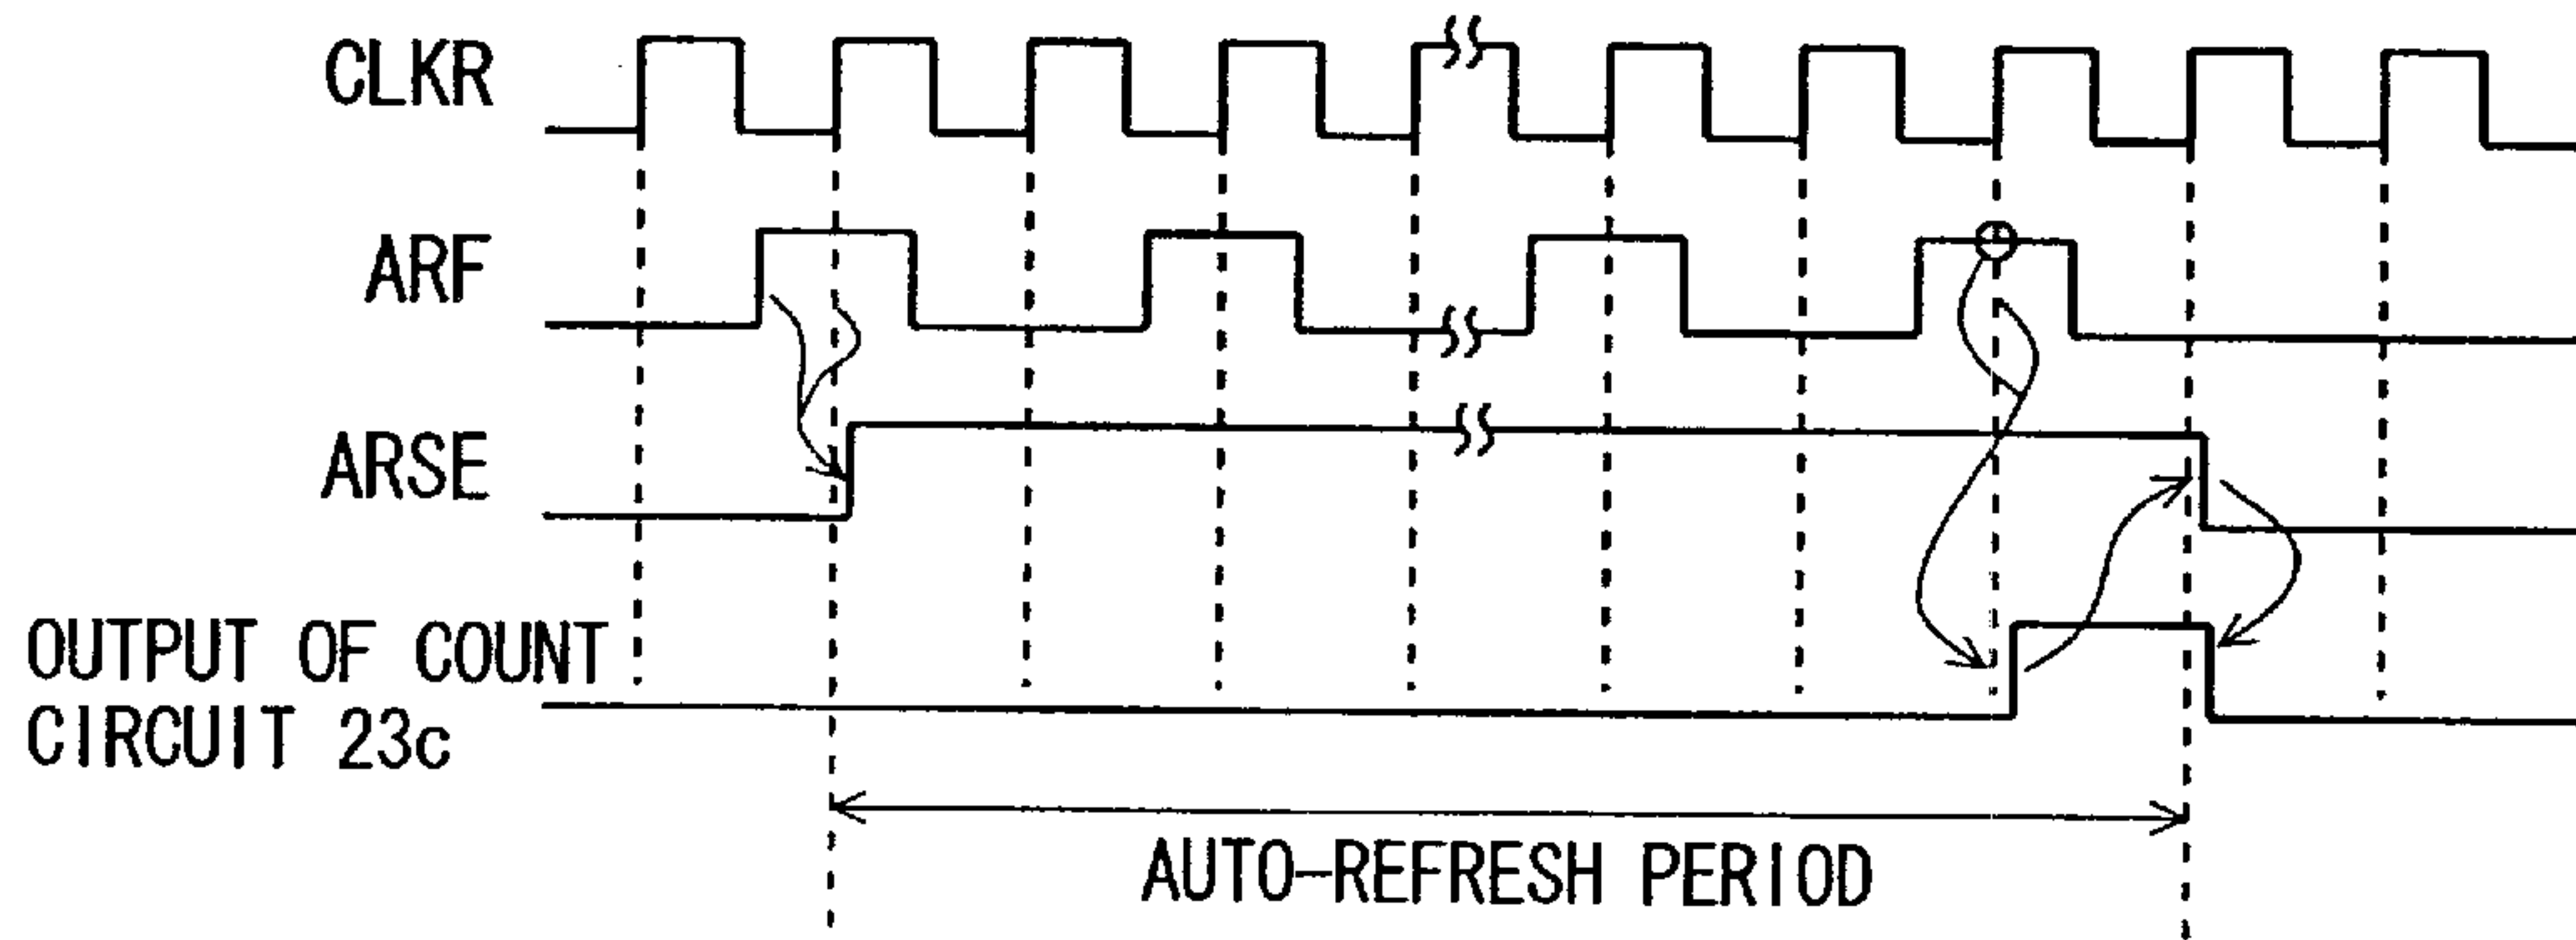 CLKR
ARF
ARSE
OUTPUT OF COUNT
CIRCUIT 23c
AUTO-REFRESH PERIOD